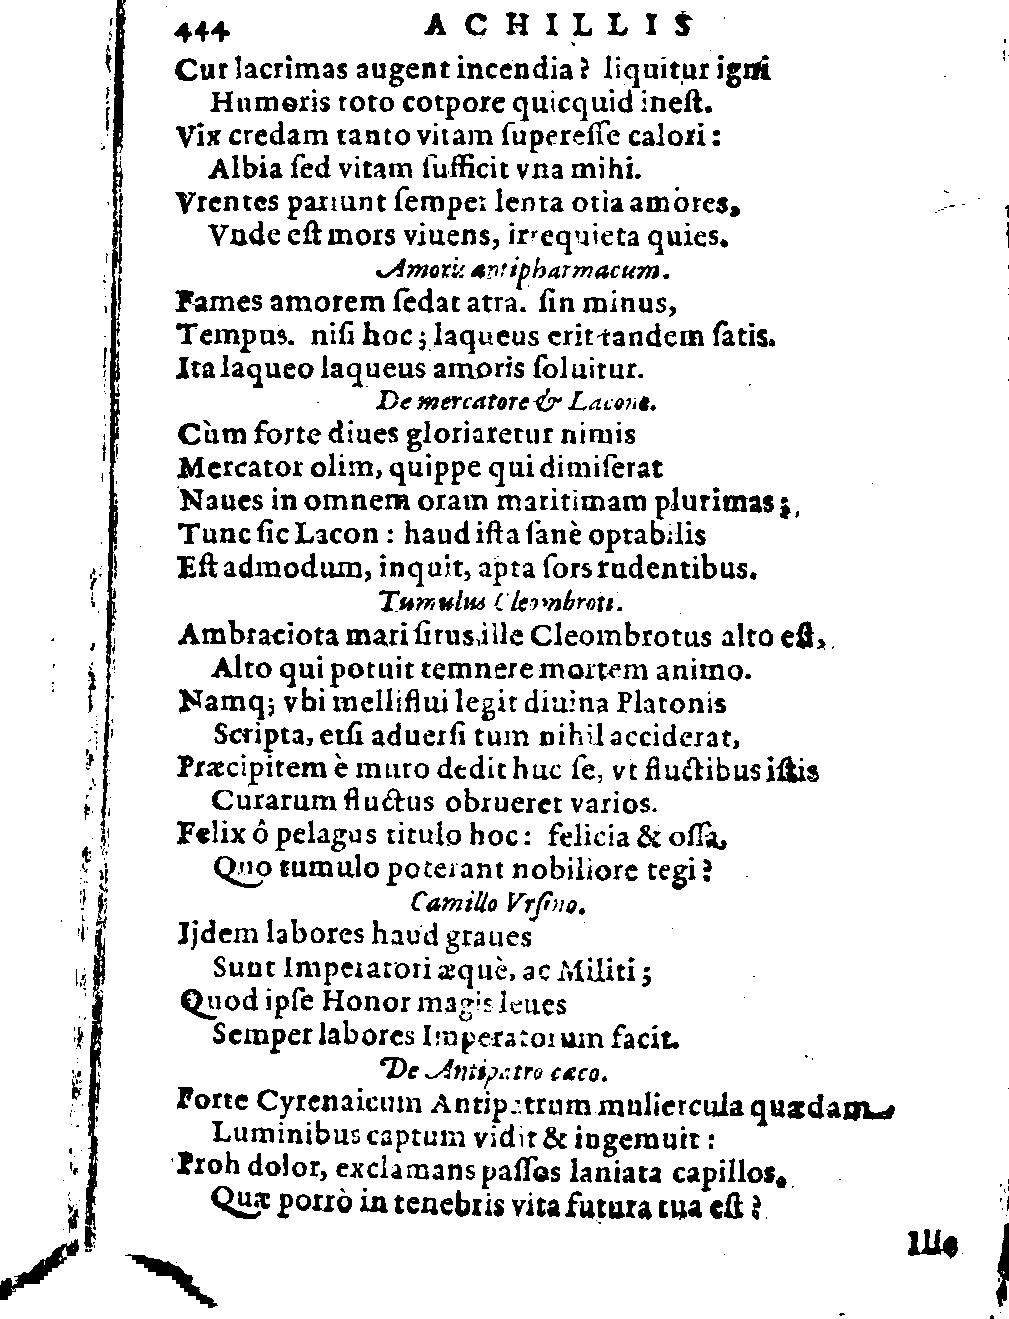 444 ACHILLIS
Cur lacrimas augent incendia? liquitur igni
Humoris toto cotpore quicquid ineſt.
Vix credam tanto vitam ſupereſſe calori:
Albia ſed vitam ſufficit vna mihi.
Vrentes pariunt ſemper lenta otia amores,
Vnde eſt mors viuens, irrequieta quies.
Amoris antipharmacum.
Fames amorem ſedat atra. ſin minus,
Tempus. niſi hoc; laqueus erit tandem ſatis.
Ita laqueo laqueus amoris ſoluitur.
De mercatore & Lacone.
Cùm forte diues gloriaretur nimis
Mercator olim, quippe qui dimiſerat
Naues in omnem oram maritimam plurimas;
Tunc ſic Lacon: haud iſta ſanè optabilis
Eſt admodum, inquit, apta ſors rudentibus.
Tumulus Cleombroti.
Ambraciota mari ſitus ille Cleombrotus alto eſt,
Alto qui potuit temnere mortem animo.
Namq; vbi melliflui legit diuina Platonis
Scripta, etſi aduerſi tum nihil acciderat,
Præcipitem è muro dedit huc ſe, vt fluctibus iſtis
Curarum fluctus obrueret varios.
Felix ô pelagus titulo hoc: felicia & oſſa,
Quo tumulo poterant nobiliore tegi?
Camillo Vrſino.
Ijdem labores haud graues
Sunt Imperatori æquè, ac Militi;
Quod ipſe Honor magis leues
Semper labores Imperatorum facit.
De Antipatro cæco.
Forte Cyrenaicum Antipatrum muliercula quædam
Luminibus captum vidit & ingemuit:
Proh dolor, exclamans paſſos laniata capillos,
Quæ porrò in tenebris vita futura tua eſt?
Ille